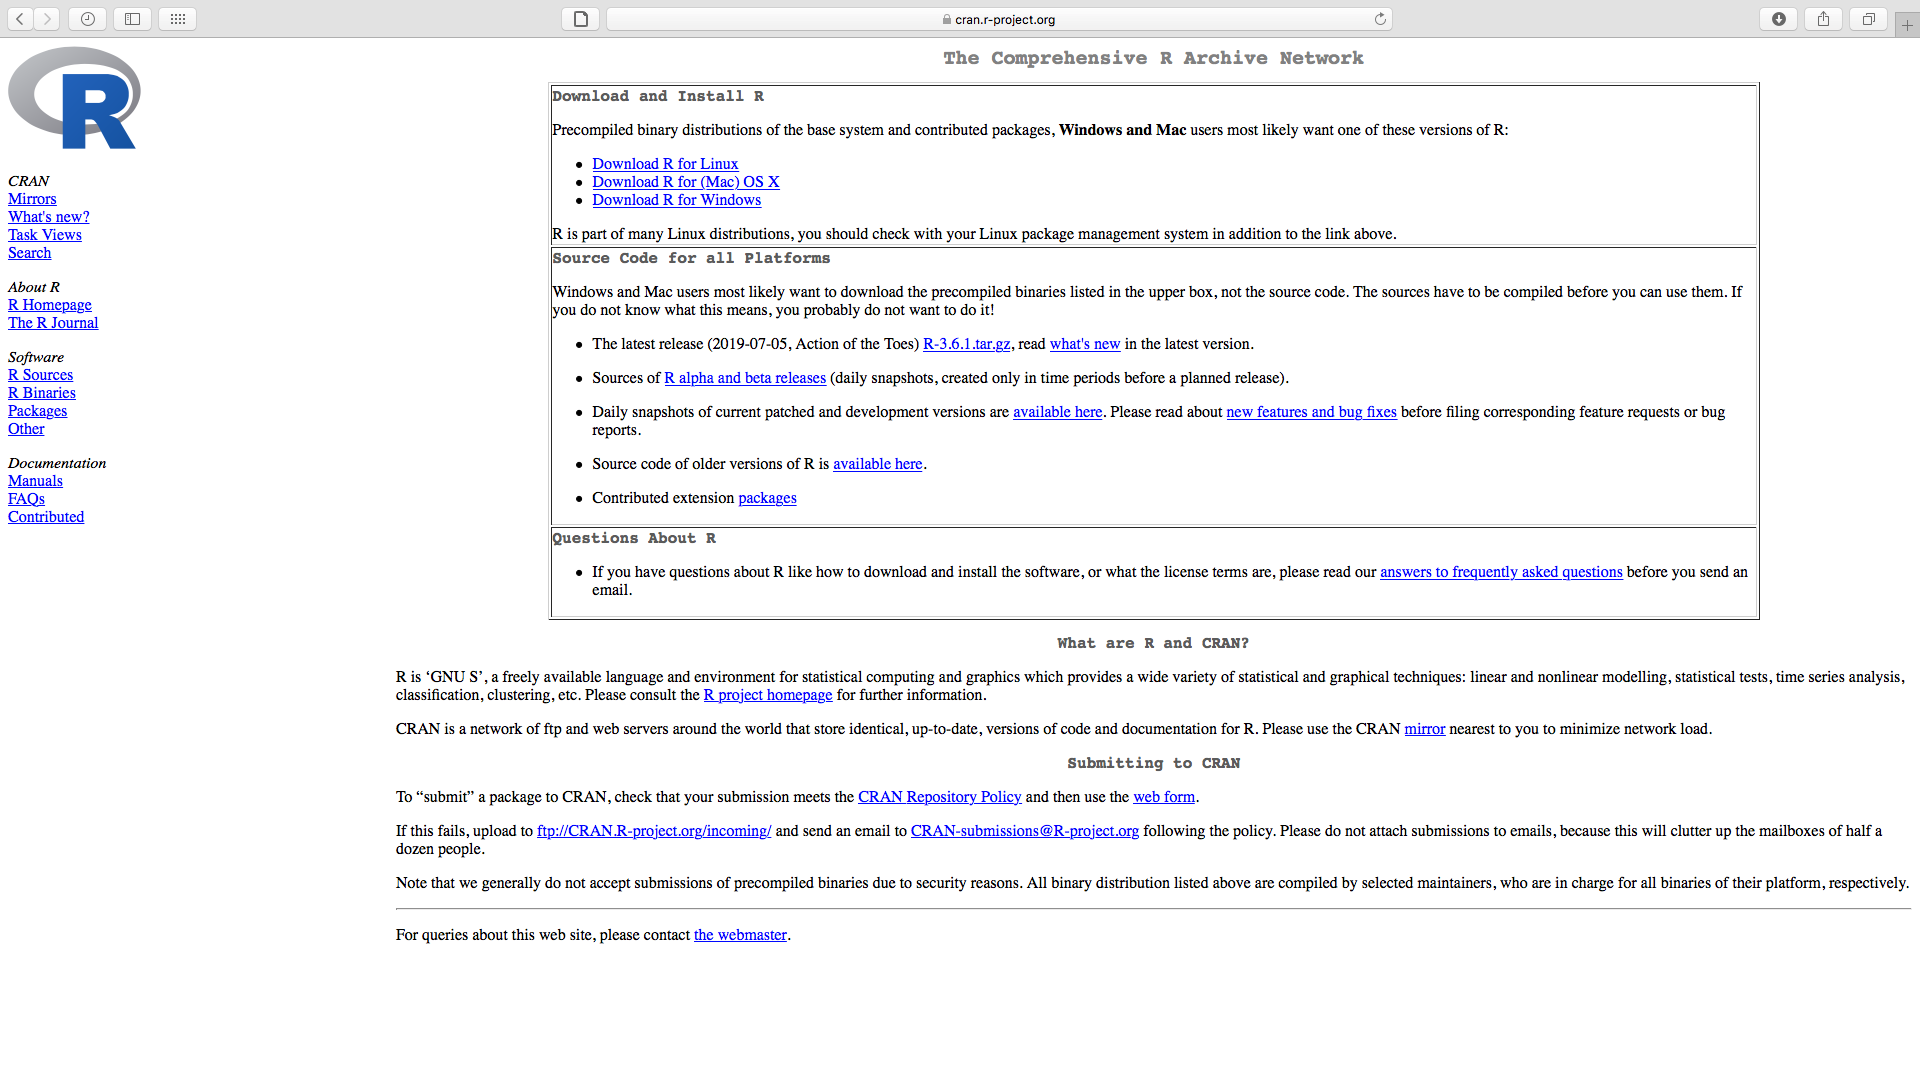 cran.r-project.org
R
CRAN
Mirrors
What's new?
Task Views
Search
About R
R Homepage
The R Journal
Software
R Sources
R Binaries
Packages
Other
Documentation
Manuals
FAQs
Contributed
The Comprehensive R Archive Network
Download and Install R
Precompiled binary distributions of the base system and contributed packages, Windows and Mac users most likely want one of these versions of R:
Download R for Linux
Download R for (Mac) OS X
Download R for Windows
R is part of many Linux distributions, you should check with your Linux package management system in addition to the link above.
Source Code for all Platforms
Windows and Mac users most likely want to download the precompiled binaries listed in the upper box, not the source code. The sources have to be compiled before you can use them. If
you do not know what this means, you probably do not want to do it!
The latest release (2019-07-05, Action of the Toes) R-3.6.1.tar.gz, read what's new in the latest version.
Sources of R alpha and beta releases (daily snapshots, created only in time periods before a planned release).
Daily snapshots of current patched and development versions are available here. Please read about new features and bug fixes before filing corresponding feature requests or bug
reports.
Source code of older versions of R is available here.
Contributed extension packages
Questions About R
If you have questions about R like how to download and install the software, or what the license terms are, please read our answers to frequently asked questions before you send an
email.
What are R and CRAN?
R is ‘GNU S’, a freely available language and environment for statistical computing and graphics which provides a wide variety of statistical and graphical techniques: linear and nonlinear modelling, statistical tests, time series analysis,
classification, clustering, etc. Please consult the R project homepage for further information.
CRAN is a network of ftp and web servers around the world that store identical, up-to-date, versions of code and documentation for R. Please use the CRAN mirror nearest to you to minimize network load.
Submitting to CRAN
To “submit” a package to CRAN, check that your submission meets the CRAN Repository Policy and then use the web form.
If this fails, upload to ftp://CRAN.R-project.org/incoming/ and send an email to CRAN-submissions@R-project.org following the policy. Please do not attach submissions to emails, because this will clutter up the mailboxes of half a
dozen people.
Note that we generally do not accept submissions of precompiled binaries due to security reasons. All binary distribution listed above are compiled by selected maintainers, who are in charge for all binaries of their platform, respectively.
For queries about this web site, please contact the webmaster.